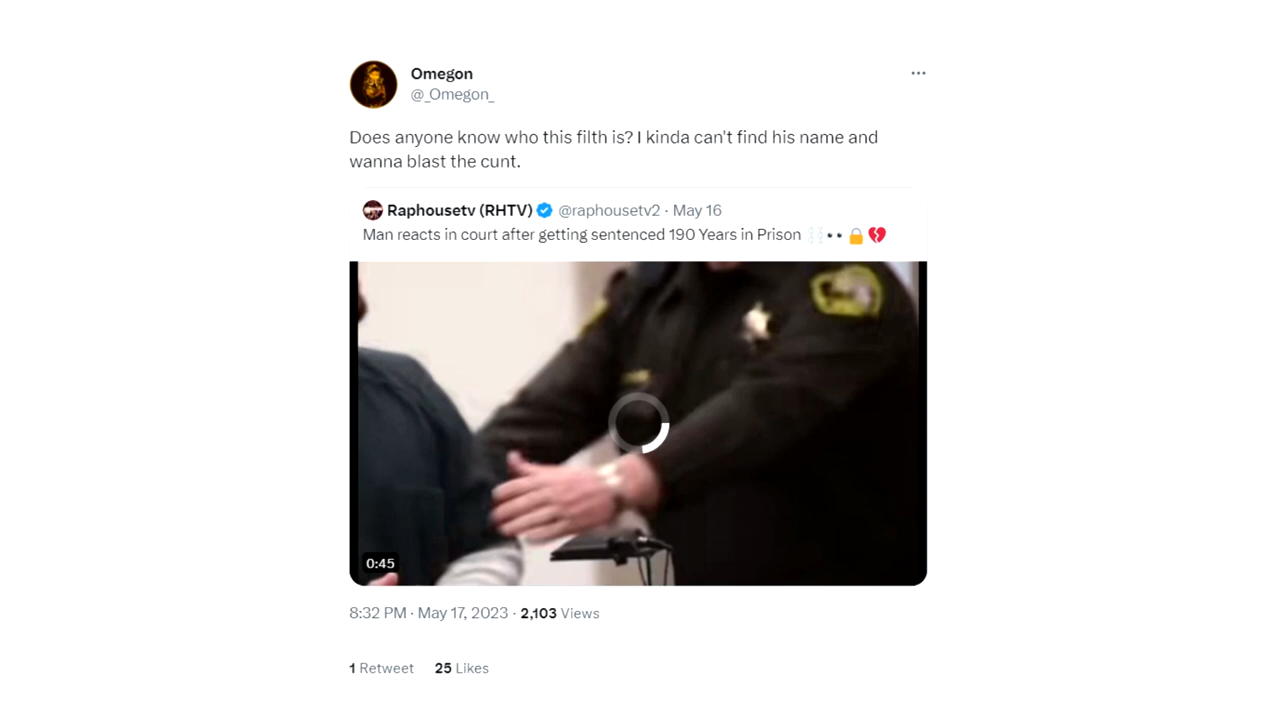 Omegon
@_Omegon_
Does anyone know who this filth is? I kinda can't find his name and
wanna blast the cunt.
Raphousetv (RHTV) @raphousetv2 · May 16
Man reacts in court after getting sentenced 190 Years in Prison ⛓️👀🔒💔
0:45
8:32 PM · May 17, 2023 · 2,103 Views
1 Retweet 25 Likes